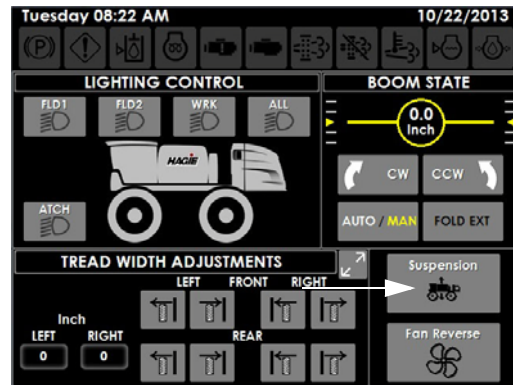 Tuesday 08:22 AM 10/22/2013
LIGHTING CONTROL
FLD1 FLD2 WRK ALL
HAGIE
ATCH
BOOM STATE
0.0
Inch
CW CCW
AUTO / MAN FOLD EXT
TREAD WIDTH ADJUSTMENTS
LEFT FRONT RIGHT
Inch
LEFT RIGHT
0 0
REAR
Suspension
Fan Reverse